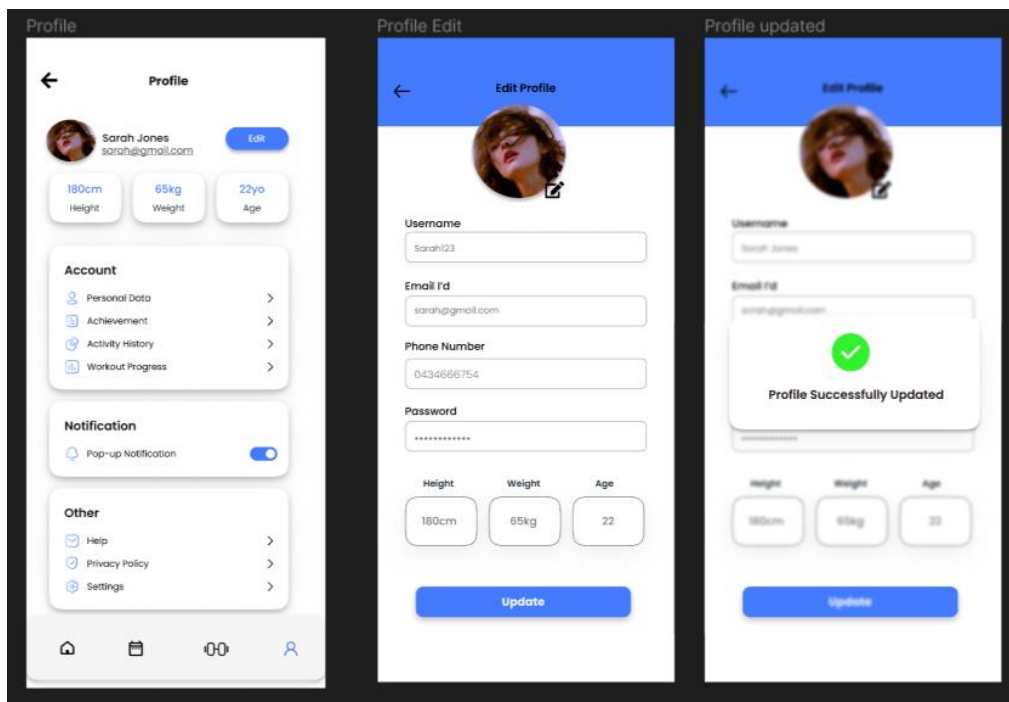 Profile
Profile
Sarah Jones
sarah@gmail.com
Edit
180cm
Height
65kg
Weight
22yo
Age
Account
Personal Data
Achievement
Activity History
Workout Progress
Notification
Pop-up Notification
Other
Help
Privacy Policy
Settings
Profile Edit
Edit Profile
Username
Sarah123
Email I'd
sarah@gmail.com
Phone Number
0434666754
Password
••••••••••••
Height Weight Age
180cm 65kg 22
Update
Profile updated
Edit Profile
Username
Sarah Jones
Email I'd
sarah@gmail.com
Profile Successfully Updated
Height Weight Age
180cm 65kg 22
Update